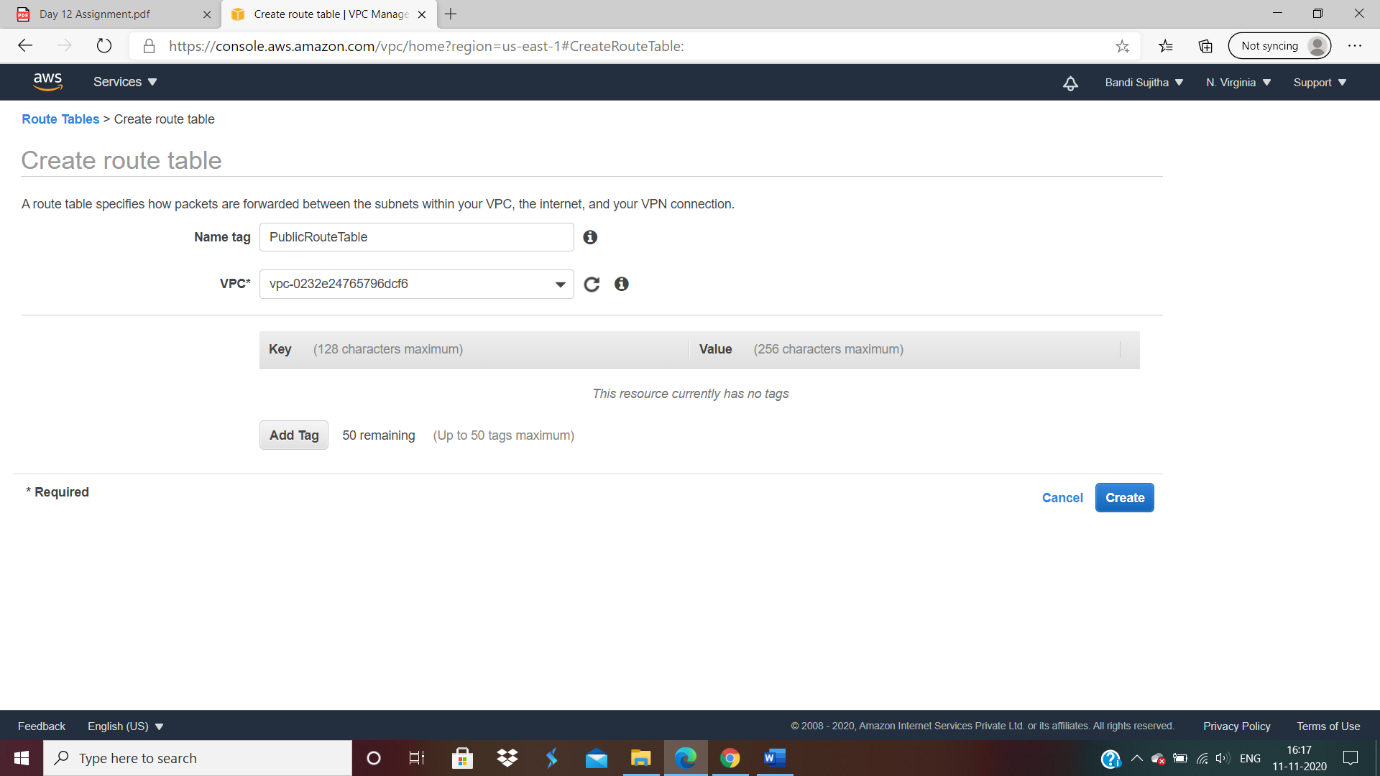 Day 12 Assignment.pdf
Create route table | VPC Manage
https://console.aws.amazon.com/vpc/home?region=us-east-1#CreateRouteTable:
Not syncing
aws
Services
Bandi Sujitha
N. Virginia
Support
Route Tables > Create route table
Create route table
A route table specifies how packets are forwarded between the subnets within your VPC, the internet, and your VPN connection.
Name tag PublicRouteTable
VPC* vpc-0232e24765796dcf6
Key (128 characters maximum) Value (256 characters maximum)
This resource currently has no tags
Add Tag 50 remaining (Up to 50 tags maximum)
* Required
Cancel Create
Feedback English (US) © 2008 - 2020, Amazon Internet Services Private Ltd. or its affiliates. All rights reserved. Privacy Policy Terms of Use
Type here to search
ENG
16:17
11-11-2020